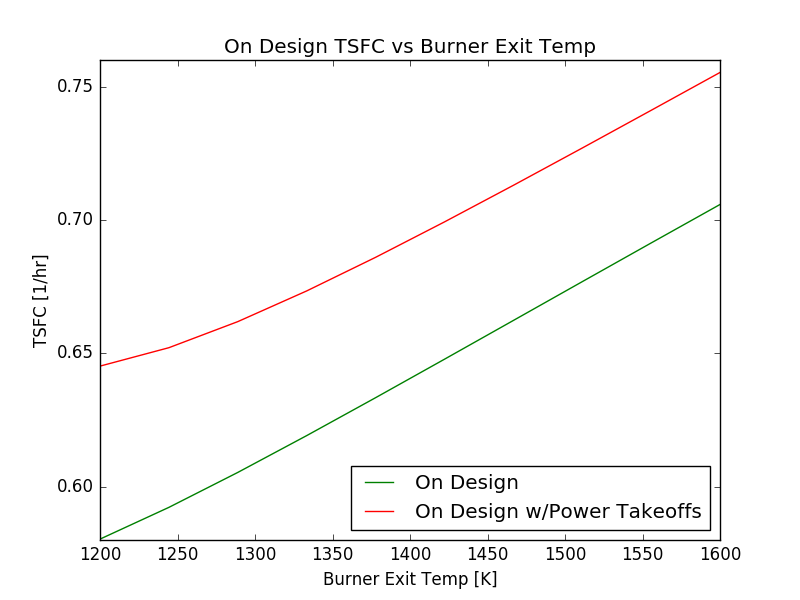 On Design TSFC vs Burner Exit Temp
0.75
0.70
0.65
0.60
TSFC [1/hr]
On Design
On Design w/Power Takeoffs
1200 1250 1300 1350 1400 1450 1500 1550 1600
Burner Exit Temp [K]